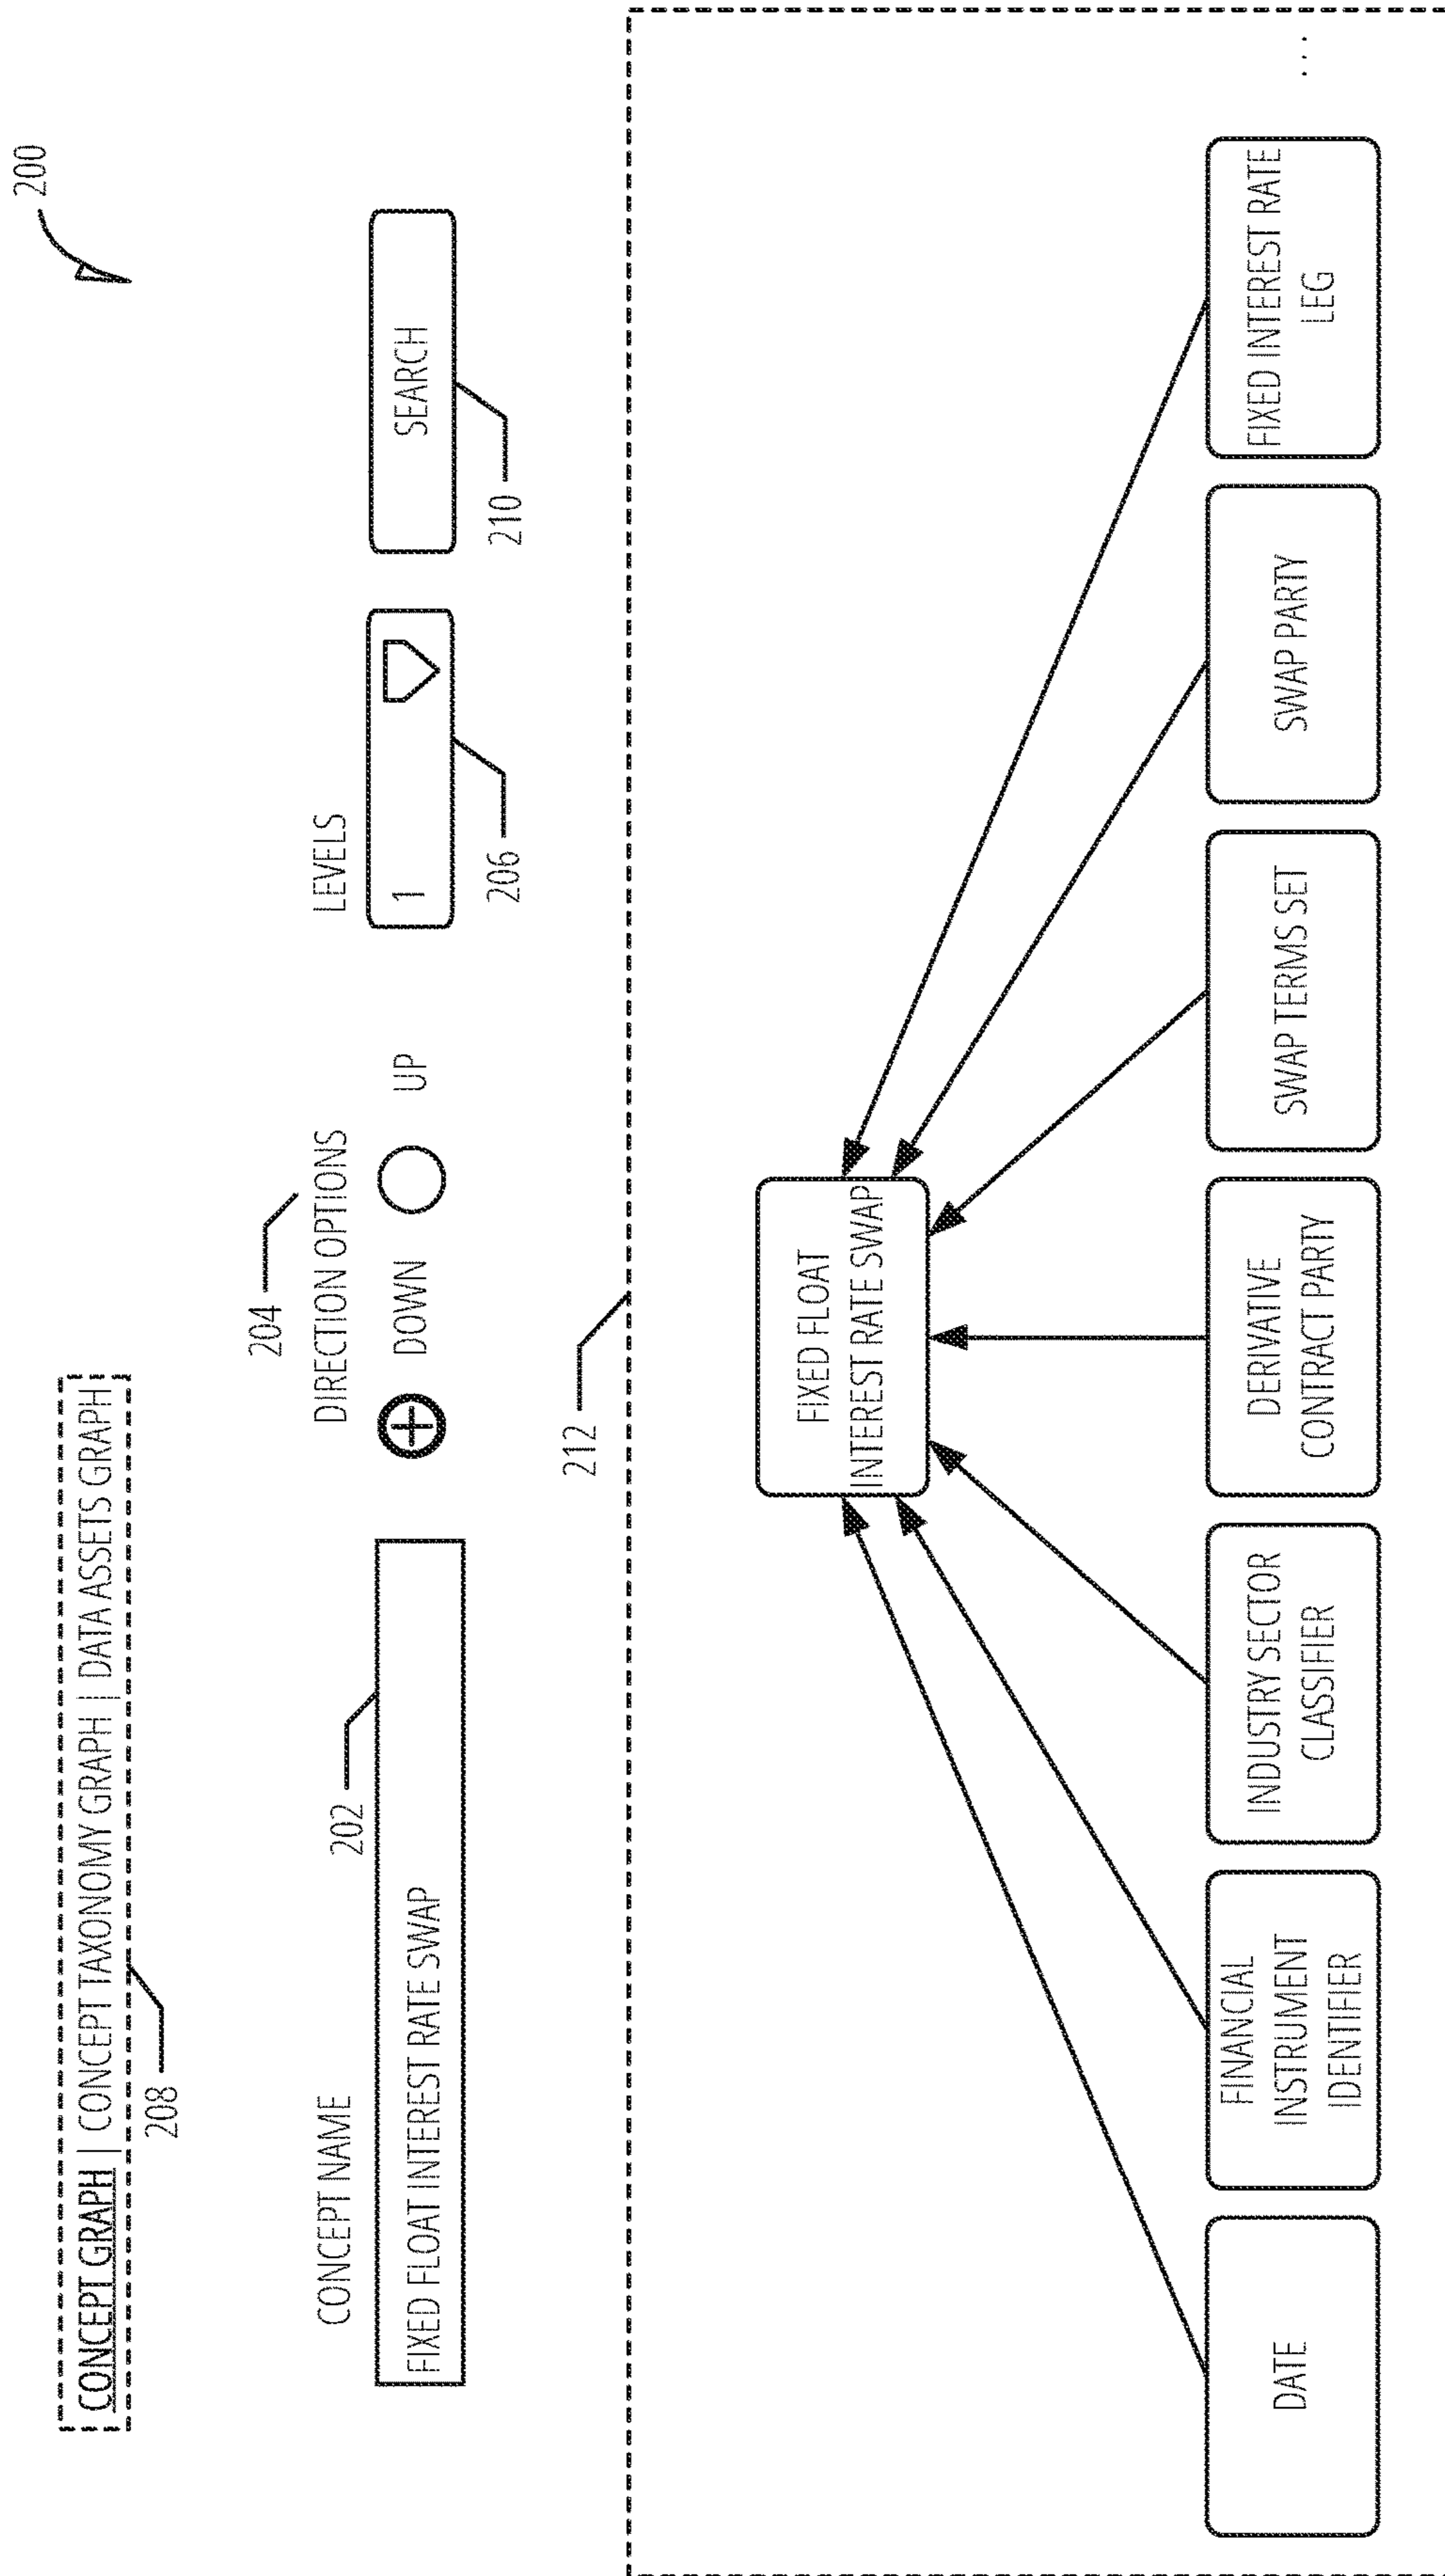 200
CONCEPT GRAPH | CONCEPT TAXONOMY GRAPH | DATA ASSETS GRAPH
208
204
CONCEPT NAME
202
DIRECTION OPTIONS
LEVELS
FIXED FLOAT INTEREST RATE SWAP
DOWN
UP
1
SEARCH
206
210
212
FIXED FLOAT
INTEREST RATE SWAP
DATE
FINANCIAL
INSTRUMENT
IDENTIFIER
INDUSTRY SECTOR
CLASSIFIER
DERIVATIVE
CONTRACT PARTY
SWAP TERMS SET
SWAP PARTY
FIXED INTEREST RATE
LEG
...